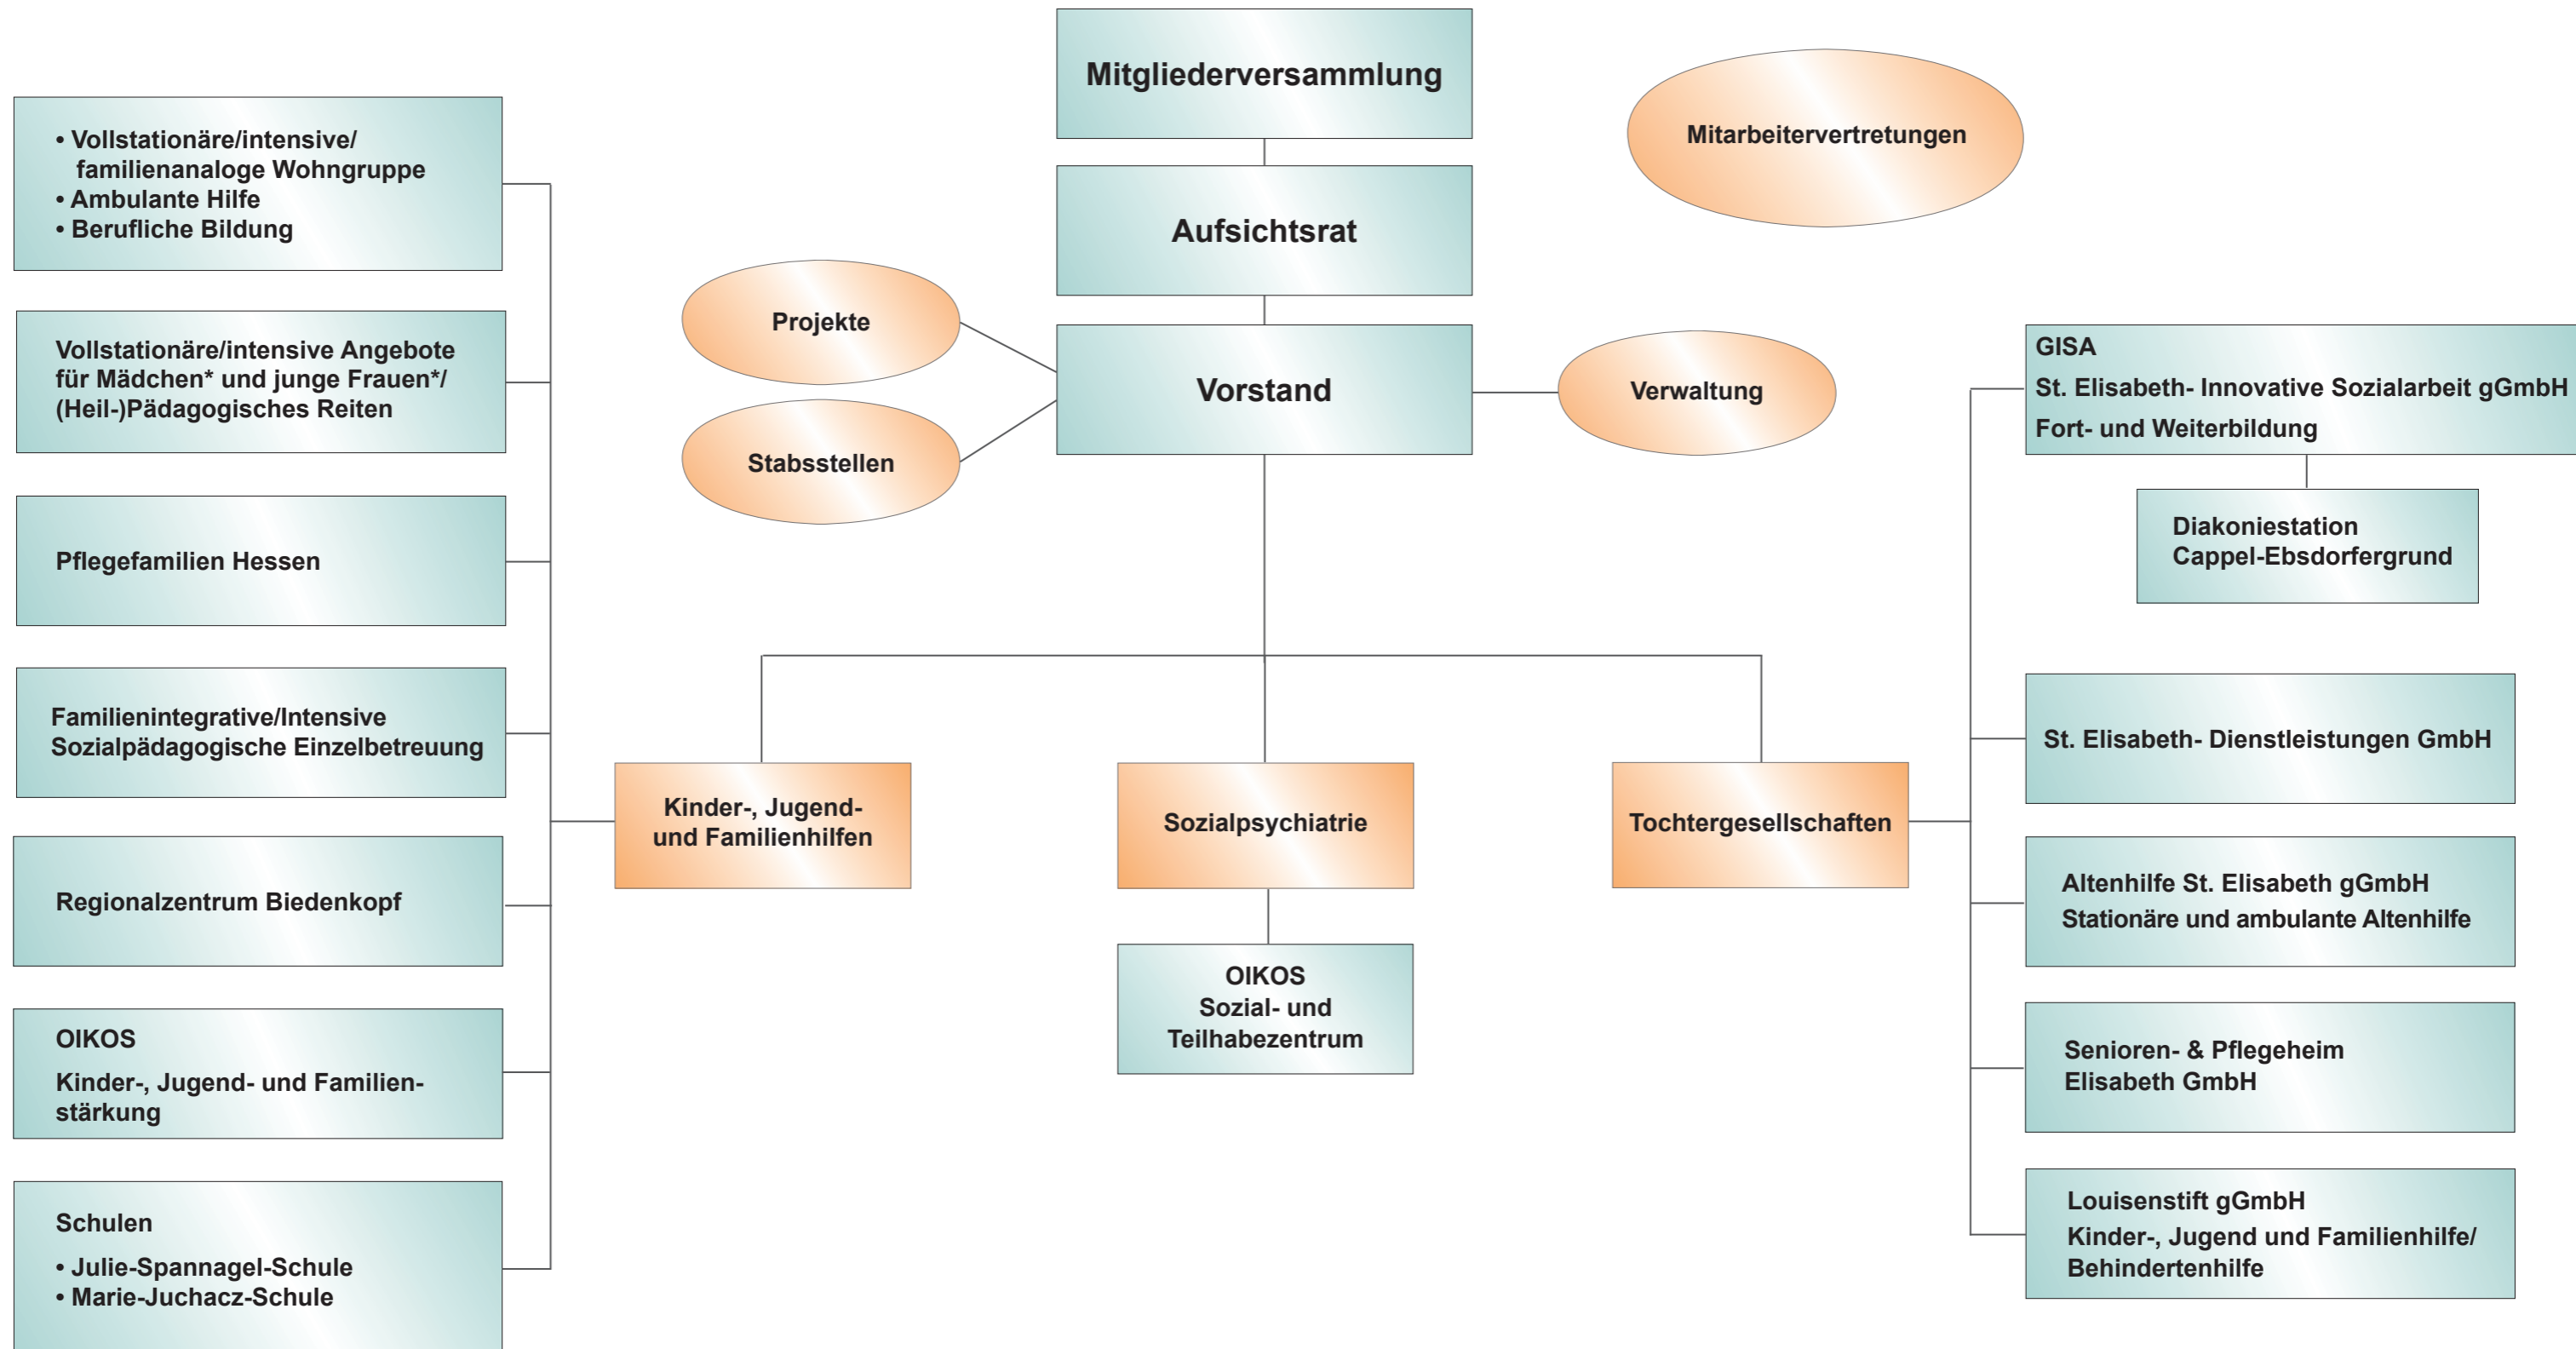 Mitgliederversammlung
Mitarbeitervertretungen
Aufsichtsrat
Projekte
Stabsstellen
Vorstand
Verwaltung
• Vollstationäre/intensive/
familienanaloge Wohngruppe
• Ambulante Hilfe
• Berufliche Bildung
Vollstationäre/intensive Angebote
für Mädchen* und junge Frauen*/
(Heil-)Pädagogisches Reiten
Pflegefamilien Hessen
Familienintegrative/Intensive
Sozialpädagogische Einzelbetreuung
Regionalzentrum Biedenkopf
OIKOS
Kinder-, Jugend- und Familien-
stärkung
Schulen
• Julie-Spannagel-Schule
• Marie-Juchacz-Schule
Kinder-, Jugend-
und Familienhilfen
Sozialpsychiatrie
OIKOS
Sozial- und
Teilhabezentrum
Tochtergesellschaften
GISA
St. Elisabeth- Innovative Sozialarbeit gGmbH
Fort- und Weiterbildung
Diakoniestation
Cappel-Ebsdorfergrund
St. Elisabeth- Dienstleistungen GmbH
Altenhilfe St. Elisabeth gGmbH
Stationäre und ambulante Altenhilfe
Senioren- & Pflegeheim
Elisabeth GmbH
Louisenstift gGmbH
Kinder-, Jugend und Familienhilfe/
Behindertenhilfe